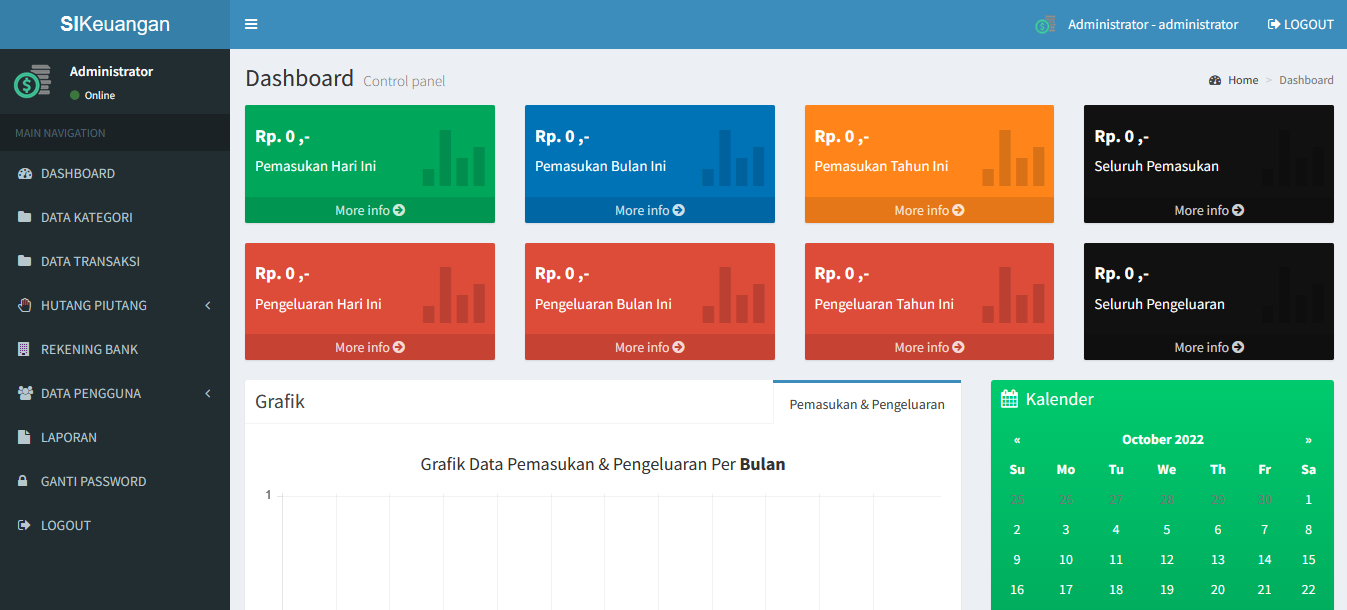 SIKeuangan
Administrator - administrator
LOGOUT
Administrator
Online
MAIN NAVIGATION
DASHBOARD
DATA KATEGORI
DATA TRANSAKSI
HUTANG PIUTANG
REKENING BANK
DATA PENGGUNA
LAPORAN
GANTI PASSWORD
LOGOUT
Dashboard Control panel
Home > Dashboard
Rp. 0 ,-
Pemasukan Hari Ini
More info
Rp. 0 ,-
Pemasukan Bulan Ini
More info
Rp. 0 ,-
Pemasukan Tahun Ini
More info
Rp. 0 ,-
Seluruh Pemasukan
More info
Rp. 0 ,-
Pengeluaran Hari Ini
More info
Rp. 0 ,-
Pengeluaran Bulan Ini
More info
Rp. 0 ,-
Pengeluaran Tahun Ini
More info
Rp. 0 ,-
Seluruh Pengeluaran
More info
Grafik
Pemasukan & Pengeluaran
Grafik Data Pemasukan & Pengeluaran Per Bulan
1
Kalender
« October 2022 »
Su Mo Tu We Th Fr Sa
25 26 27 28 29 30 1
2 3 4 5 6 7 8
9 10 11 12 13 14 15
16 17 18 19 20 21 22